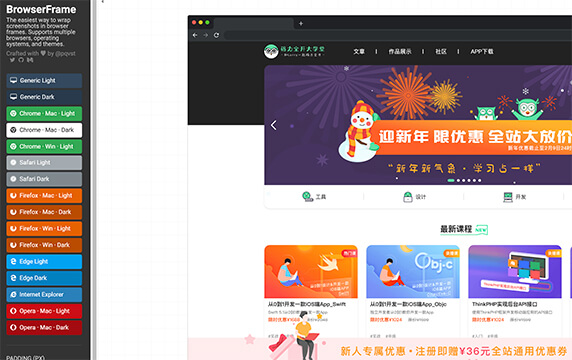 BrowserFrame
The easiest way to wrap
screenshots in browser
frames. Supports multiple
browsers, operating
systems, and themes.
Crafted with ♥ by @jpqvst
Generic Light
Generic Dark
Chrome · Mac · Light
Chrome · Mac · Dark
Chrome · Win · Light
Safari Light
Safari Dark
Firefox · Mac · Light
Firefox · Mac · Dark
Firefox · Win · Light
Firefox · Win · Dark
Edge Light
Edge Dark
Internet Explorer
Opera · Mac · Light
Opera · Mac · Dark
PADDING (PX)
文章 | 作品展示 | 社区 | APP下载
迎新年 限优惠 全站大放价
“新年新气象·学习占一样”
工具
设计
开发
最新课程 NEW
从0到1开发一款IOS端App_Swift
从0到1开发一款IOS端App_Objc
ThinkPHP实现后台API接口
新人专属优惠·注册即赠¥36元全站通用优惠券